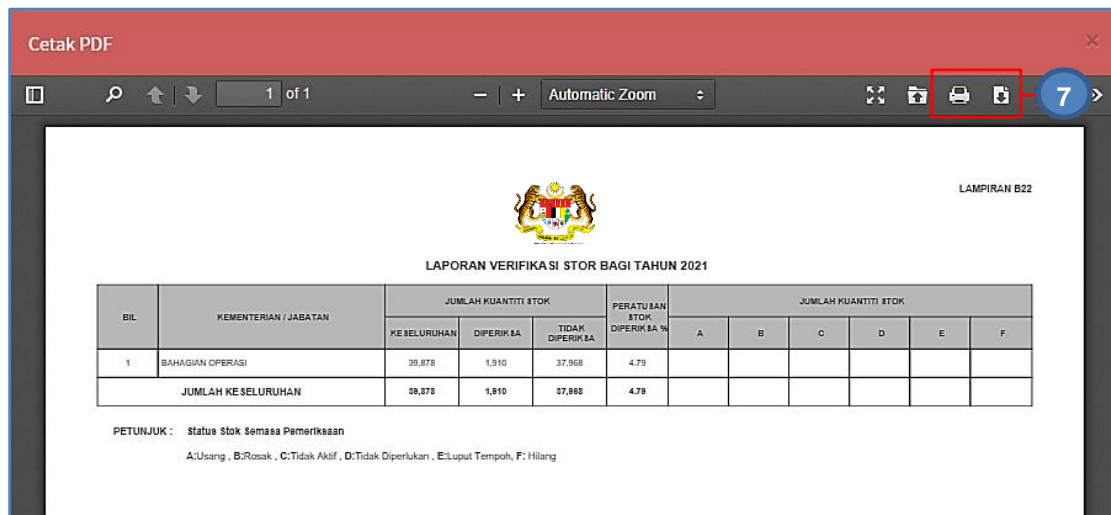 Cetak PDF
×
1 of 1 − + Automatic Zoom 7
LAMPIRAN B22
LAPORAN VERIFIKASI STOR BAGI TAHUN 2021
BIL KEMENTERIAN / JABATAN JUMLAH KUANTITI STOK PERATUSAN STOK DIPERIKSA % JUMLAH KUANTITI STOK
KESELURUHAN DIPERIKSA TIDAK DIPERIKSA A B C D E F
1 BAHAGIAN OPERASI 39,878 1,910 37,968 4.79
JUMLAH KESELURUHAN 39,878 1,910 37,968 4.79
PETUNJUK : Status Stok Semasa Pemeriksaan
A:Usang , B:Rosak , C:Tidak Aktif , D:Tidak Diperlukan , E:Luput Tempoh, F: Hilang